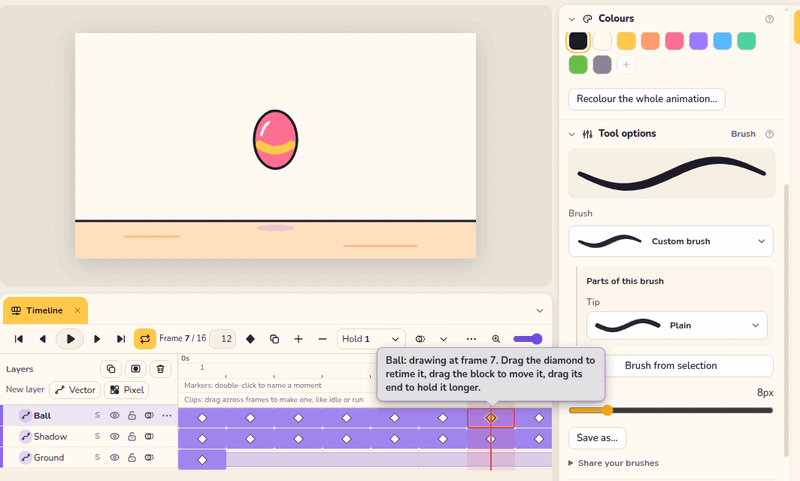 Colours
+
Recolour the whole animation...
Tool options
Brush
Brush
Custom brush
Parts of this brush
Tip
Plain
Brush from selection
8px
Save as...
Share your brushes
Timeline
Frame 7 / 16
12
Hold 1
Layers
New layer
Vector
Pixel
0s
1
Markers: double-click to name a moment
Clips: drag across frames to make one, like idle or run
Ball: drawing at frame 7. Drag the diamond to
retime it, drag the block to move it, drag its
end to hold it longer.
Ball
S
Shadow
S
Ground
S